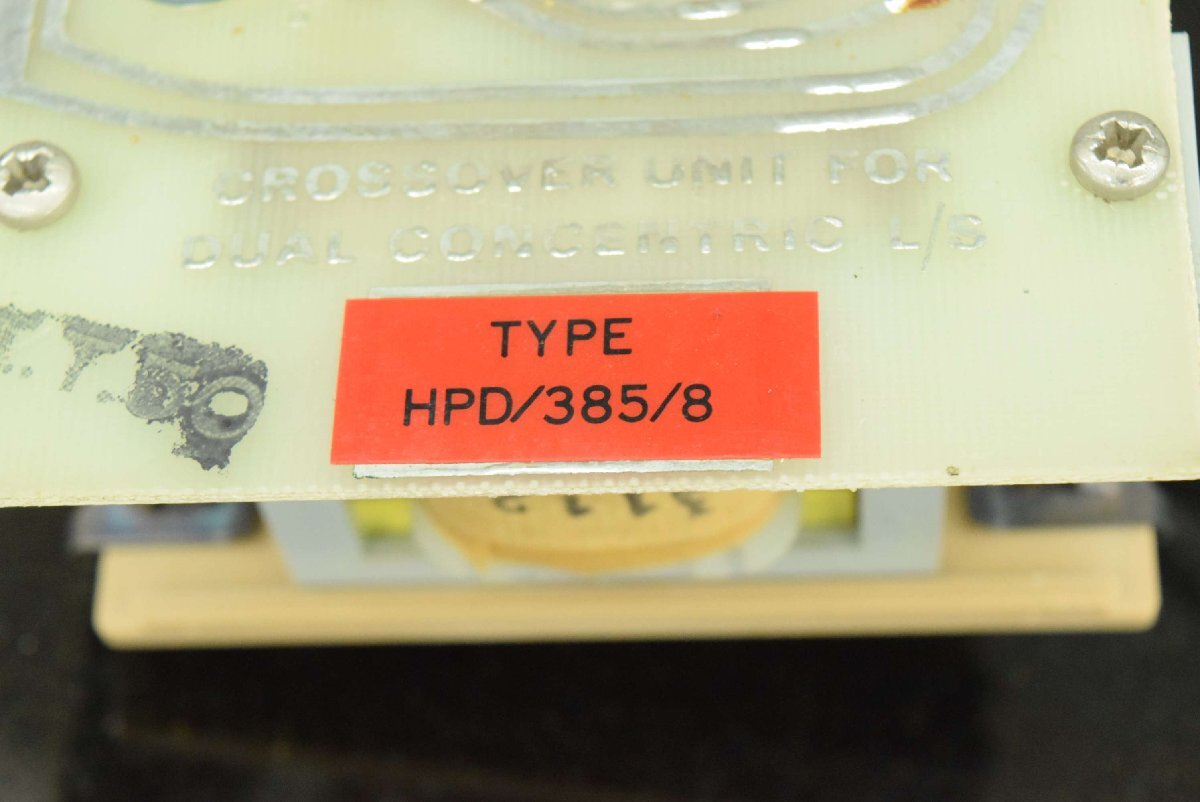 CROSSOVER UNIT FOR
DUAL CONCENTRIC L/S
TYPE
HPD/385/8